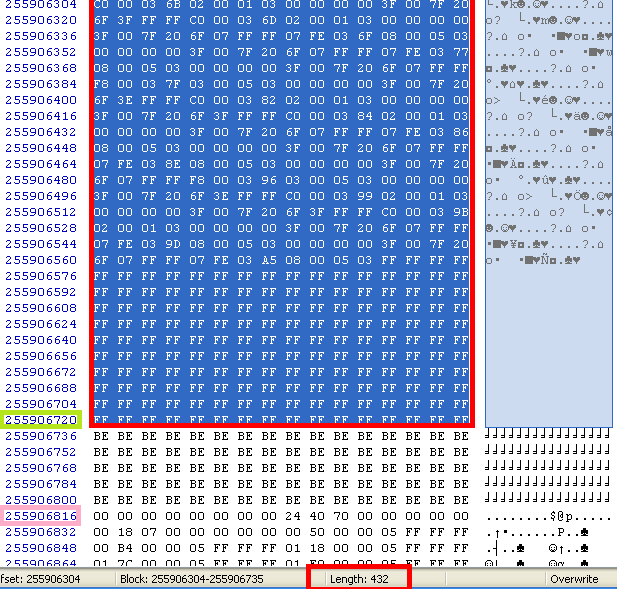 255906304 C0 00 03 6B 02 00 01 03 00 00 00 00 3F 00 7F 20 └.♥k☻.☺♥....?.⌂
255906320 6F 3F FF FF C0 00 03 6D 02 00 01 03 00 00 00 00 o? └.♥m☻.☺♥....
255906336 3F 00 7F 20 6F 07 FF FF 07 FE 03 6F 08 00 05 03 ?.⌂ o• •■♥o◘.♣♥
255906352 00 00 00 00 3F 00 7F 20 6F 07 FF FF 07 FE 03 77 ....?.⌂ o• •■♥w
255906368 08 00 05 03 00 00 00 00 3F 00 7F 20 6F 07 FF FF ◘.♣♥....?.⌂ o•
255906384 F8 00 03 7F 03 00 05 03 00 00 00 00 3F 00 7F 20 °.♥⌂♥.♣♥....?.⌂
255906400 6F 3E FF FF C0 00 03 82 02 00 01 03 00 00 00 00 o> └.♥é☻.☺♥....
255906416 3F 00 7F 20 6F 3F FF FF C0 00 03 84 02 00 01 03 ?.⌂ o? └.♥ä☻.☺♥
255906432 00 00 00 00 3F 00 7F 20 6F 07 FF FF 07 FE 03 86 ....?.⌂ o• •■♥å
255906448 08 00 05 03 00 00 00 00 3F 00 7F 20 6F 07 FF FF ◘.♣♥....?.⌂ o•
255906464 07 FE 03 8E 08 00 05 03 00 00 00 00 3F 00 7F 20 •■♥Ä◘.♣♥....?.⌂
255906480 6F 07 FF FF F8 00 03 96 03 00 05 03 00 00 00 00 o• °.♥û♥.♣♥....
255906496 3F 00 7F 20 6F 3E FF FF C0 00 03 99 02 00 01 03 ?.⌂ o> └.♥Ö☻.☺♥
255906512 00 00 00 00 3F 00 7F 20 6F 3F FF FF C0 00 03 9B ....?.⌂ o? └.♥¢
255906528 02 00 01 03 00 00 00 00 3F 00 7F 20 6F 07 FF FF ☻.☺♥....?.⌂ o•
255906544 07 FE 03 9D 08 00 05 03 00 00 00 00 3F 00 7F 20 •■♥¥◘.♣♥....?.⌂
255906560 6F 07 FF FF 07 FE 03 A5 08 00 05 03 FF FF FF FF o• •■♥Ñ◘.♣♥
255906576 FF FF FF FF FF FF FF FF FF FF FF FF FF FF FF FF
255906592 FF FF FF FF FF FF FF FF FF FF FF FF FF FF FF FF
255906608 FF FF FF FF FF FF FF FF FF FF FF FF FF FF FF FF
255906624 FF FF FF FF FF FF FF FF FF FF FF FF FF FF FF FF
255906640 FF FF FF FF FF FF FF FF FF FF FF FF FF FF FF FF
255906656 FF FF FF FF FF FF FF FF FF FF FF FF FF FF FF FF
255906672 FF FF FF FF FF FF FF FF FF FF FF FF FF FF FF FF
255906688 FF FF FF FF FF FF FF FF FF FF FF FF FF FF FF FF
255906704 FF FF FF FF FF FF FF FF FF FF FF FF FF FF FF FF
255906720 FF FF FF FF FF FF FF FF FF FF FF FF FF FF FF FF
255906736 BE BE BE BE BE BE BE BE BE BE BE BE BE BE BE BE ╛╛╛╛╛╛╛╛╛╛╛╛╛╛╛╛
255906752 BE BE BE BE BE BE BE BE BE BE BE BE BE BE BE BE ╛╛╛╛╛╛╛╛╛╛╛╛╛╛╛╛
255906768 BE BE BE BE BE BE BE BE BE BE BE BE BE BE BE BE ╛╛╛╛╛╛╛╛╛╛╛╛╛╛╛╛
255906784 BE BE BE BE BE BE BE BE BE BE BE BE BE BE BE BE ╛╛╛╛╛╛╛╛╛╛╛╛╛╛╛╛
255906800 BE BE BE BE BE BE BE BE BE BE BE BE BE BE BE BE ╛╛╛╛╛╛╛╛╛╛╛╛╛╛╛╛
255906816 00 00 00 00 00 00 00 00 24 40 70 00 00 00 00 00 ........$@p.....
255906832 00 18 07 00 00 00 00 00 00 50 00 00 05 FF FF FF .↑•......P..♣
255906848 00 B4 00 00 05 FF FF FF 01 18 00 00 05 FF FF FF .┤..♣ ☺↑..♣
255906864 01 7C 00 00 05 FF FF FF 01
fset: 255906304 Block: 255906304-255906735 Length: 432 Overwrite